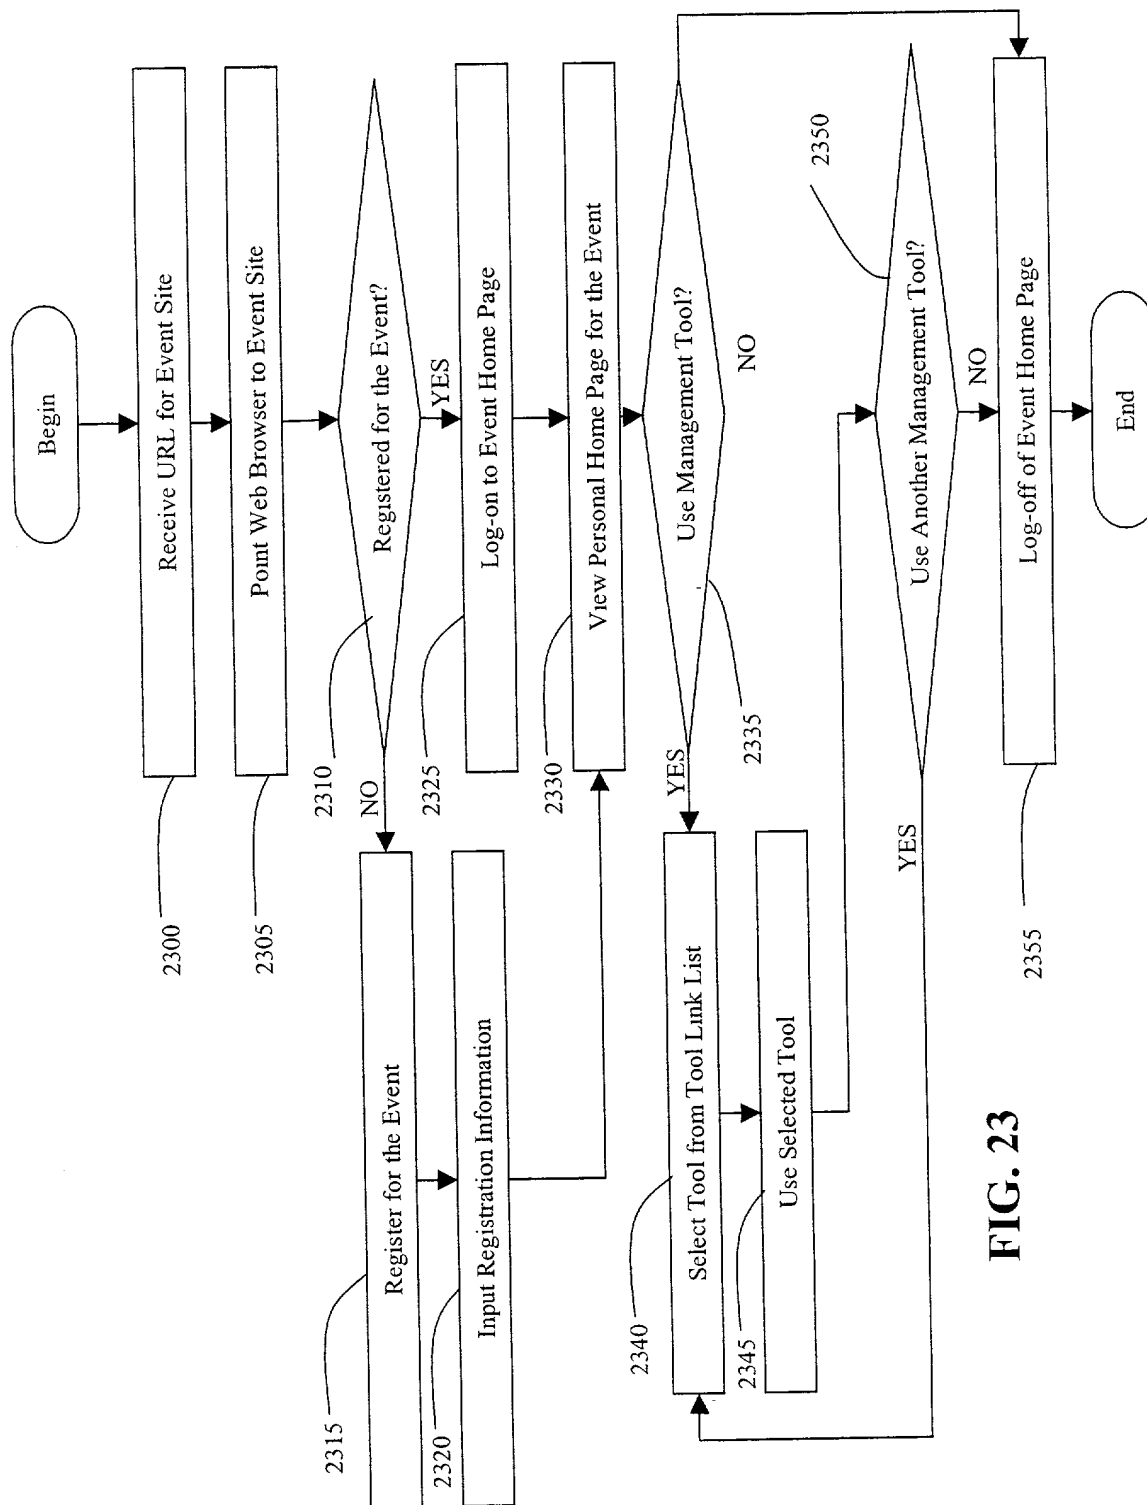 Begin
Receive URL for Event Site
2300
Point Web Browser to Event Site
2305
Registered for the Event?
2310
NO
YES
Register for the Event
2315
Input Registration Information
2320
Log-on to Event Home Page
2325
View Personal Home Page for the Event
2330
Use Management Tool?
2335
YES
NO
Select Tool from Tool Link List
2340
Use Selected Tool
2345
Use Another Management Tool?
2350
YES
NO
Log-off of Event Home Page
2355
End
FIG. 23